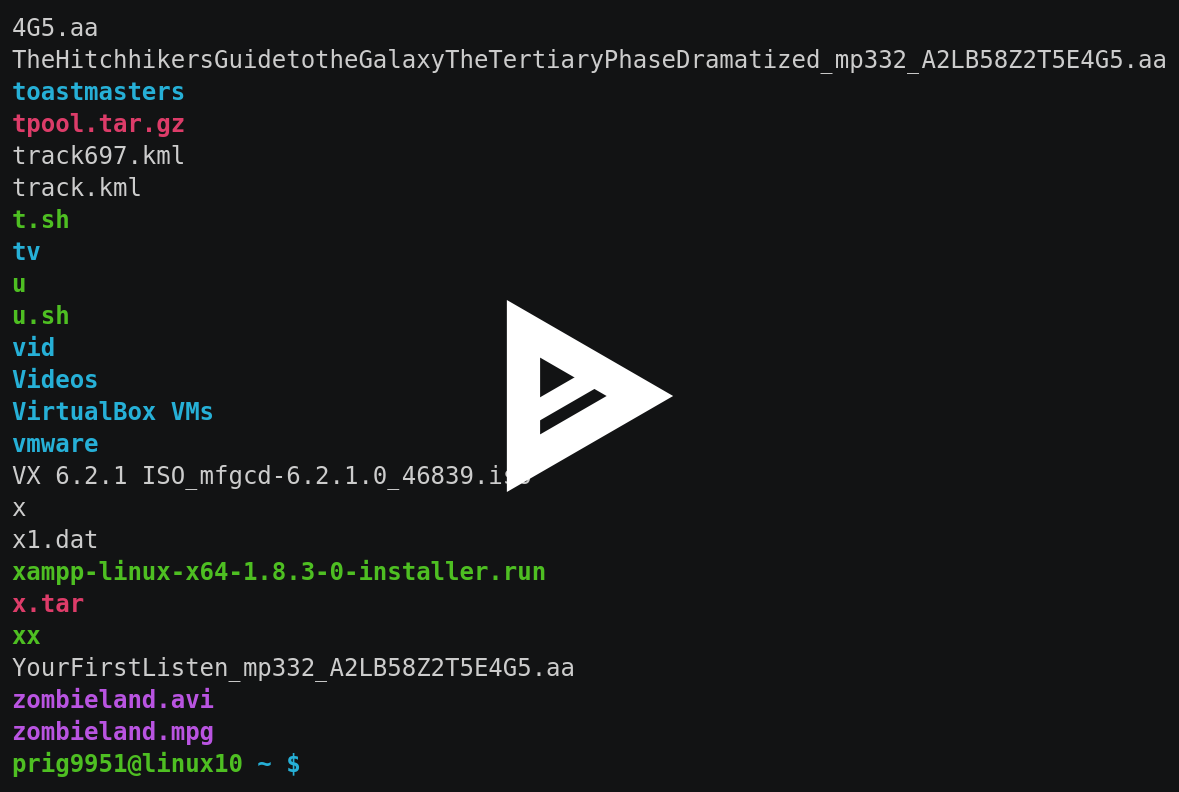 4G5.aa
TheHitchhikersGuidetotheGalaxyTheTertiaryPhaseDramatized_mp332_A2LB58Z2T5E4G5.aa
toastmasters
tpool.tar.gz
track697.kml
track.kml
t.sh
tv
u
u.sh
vid
Videos
VirtualBox VMs
vmware
VX 6.2.1 ISO_mfgcd-6.2.1.0_46839.iso
x
x1.dat
xampp-linux-x64-1.8.3-0-installer.run
x.tar
xx
YourFirstListen_mp332_A2LB58Z2T5E4G5.aa
zombieland.avi
zombieland.mpg
prig9951@linux10 ~ $